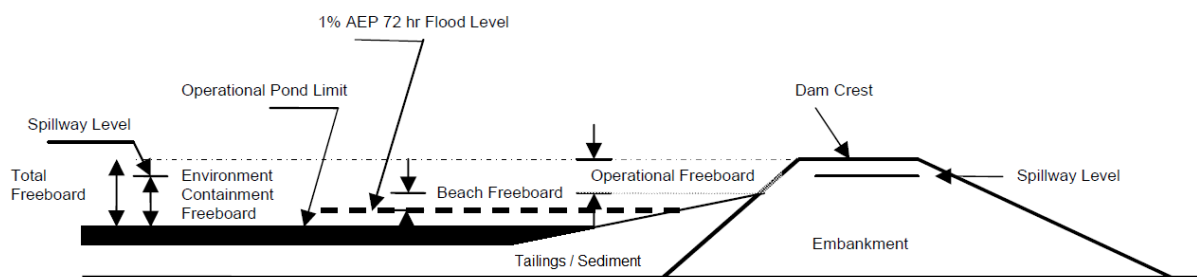 1% AEP 72 hr Flood Level
Operational Pond Limit
Dam Crest
Spillway Level
Total
Freeboard
Environment
Containment
Freeboard
Beach Freeboard
Operational Freeboard
Spillway Level
Embankment
Tailings / Sediment